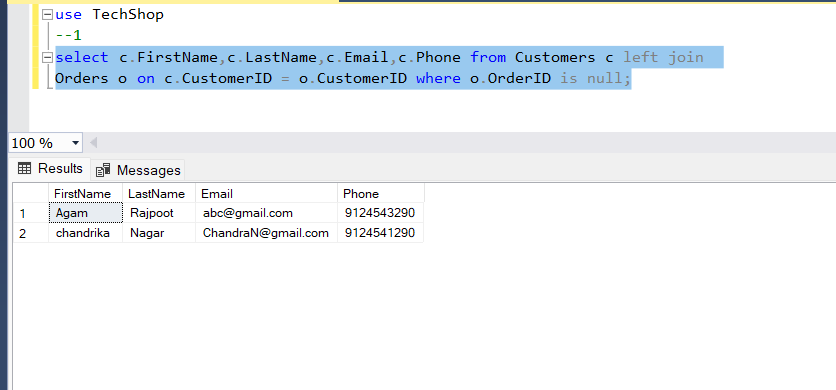 use TechShop
--1
select c.FirstName,c.LastName,c.Email,c.Phone from Customers c left join
Orders o on c.CustomerID = o.CustomerID where o.OrderID is null;
100 %
Results Messages
FirstName LastName Email Phone
1 Agam Rajpoot abc@gmail.com 9124543290
2 chandrika Nagar ChandraN@gmail.com 9124541290